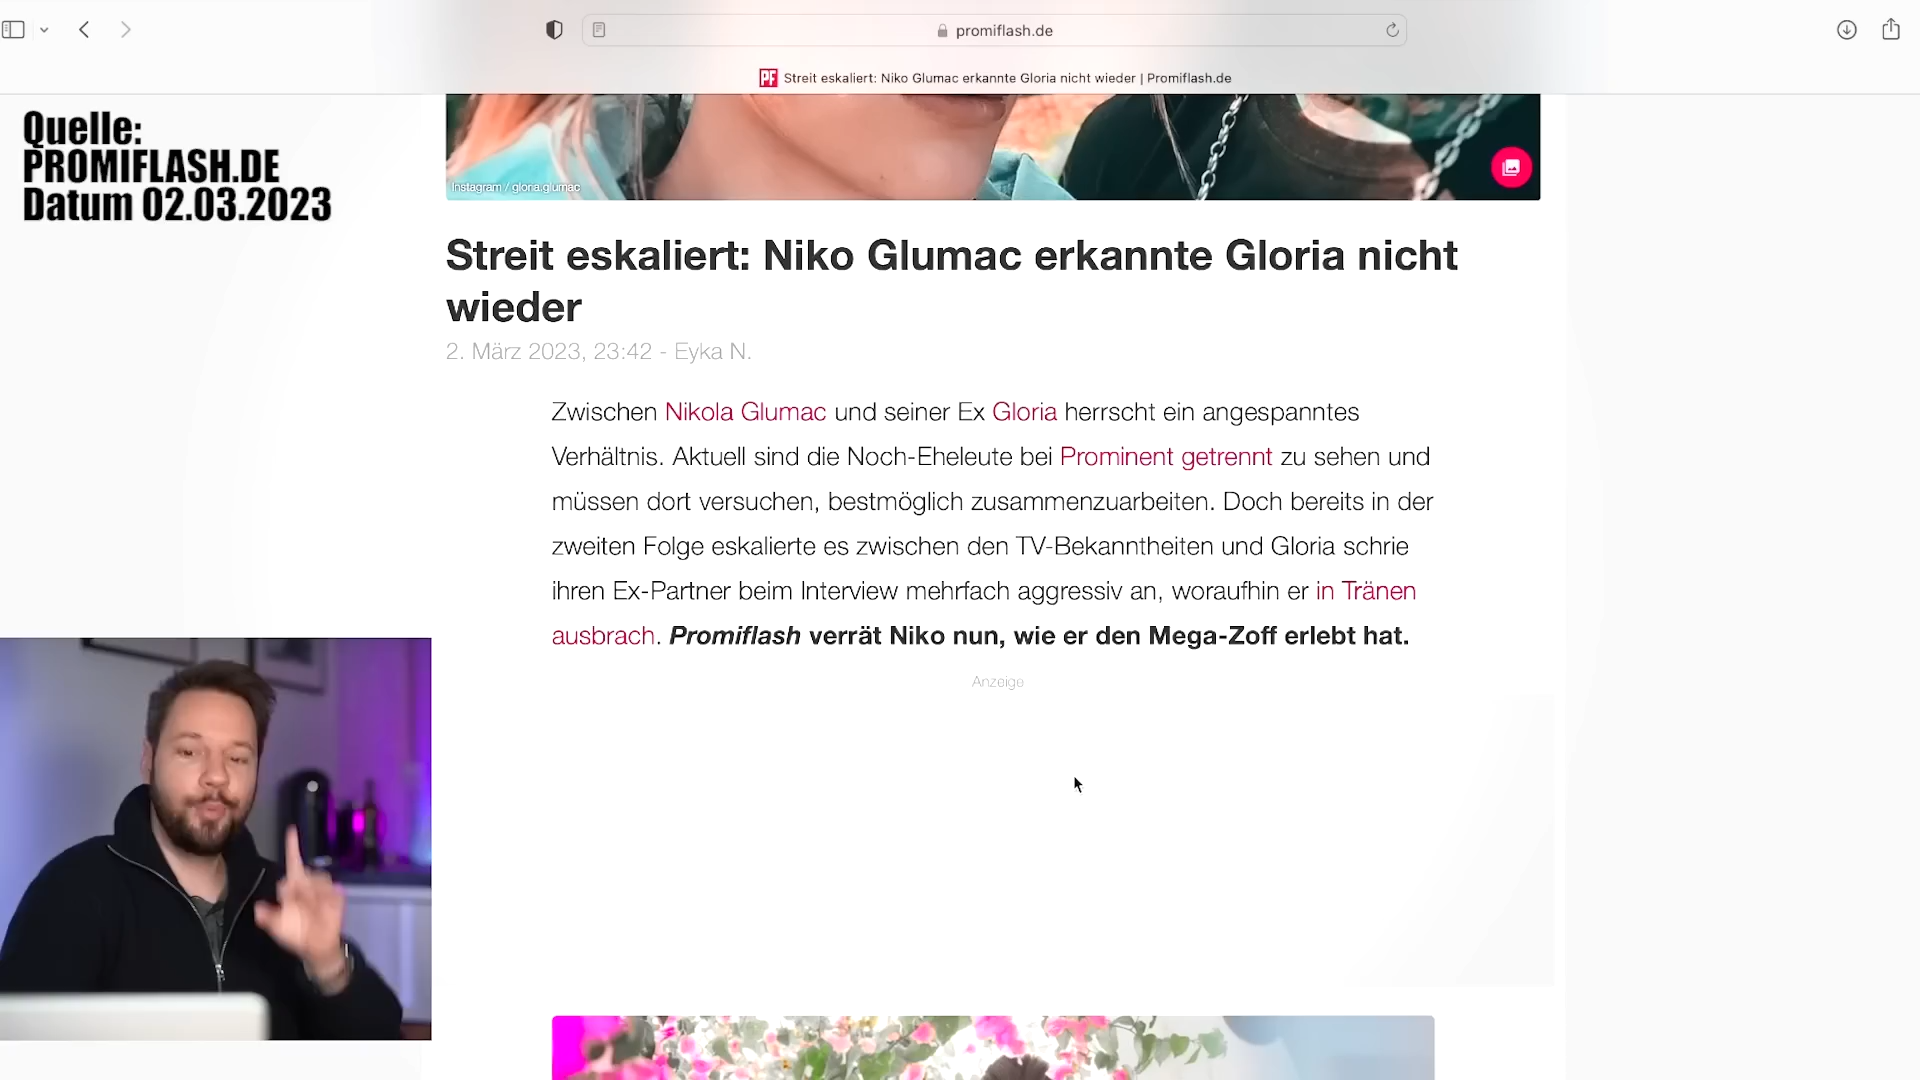 promiflash.de
PF Streit eskaliert: Niko Glumac erkannte Gloria nicht wieder | Promiflash.de
Quelle:
PROMIFLASH.DE
Datum 02.03.2023
Instagram / gloria.glumac
Streit eskaliert: Niko Glumac erkannte Gloria nicht
wieder
2. März 2023, 23:42 - Eyka N.
Zwischen Nikola Glumac und seiner Ex Gloria herrscht ein angespanntes
Verhältnis. Aktuell sind die Noch-Eheleute bei Prominent getrennt zu sehen und
müssen dort versuchen, bestmöglich zusammenzuarbeiten. Doch bereits in der
zweiten Folge eskalierte es zwischen den TV-Bekanntheiten und Gloria schrie
ihren Ex-Partner beim Interview mehrfach aggressiv an, woraufhin er in Tränen
ausbrach. Promiflash verrät Niko nun, wie er den Mega-Zoff erlebt hat.
Anzeige